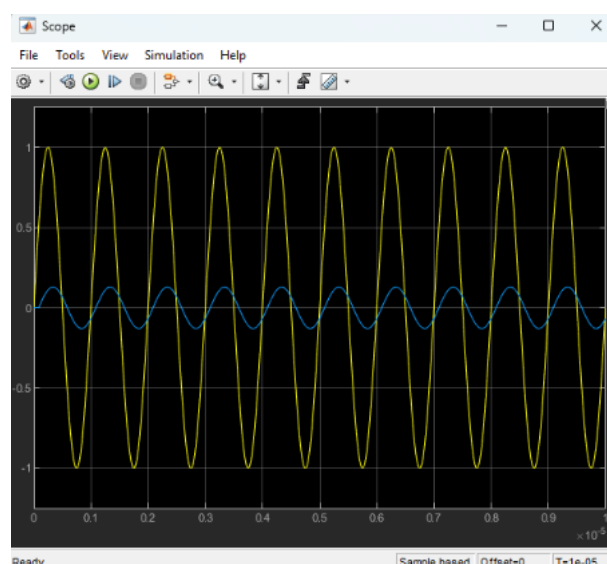 Scope
File Tools View Simulation Help
1
0.5
0
-0.5
-1
0 0.1 0.2 0.3 0.4 0.5 0.6 0.7 0.8 0.9 1
×10⁻⁵
Ready Sample based Offset=0 T=1e-05